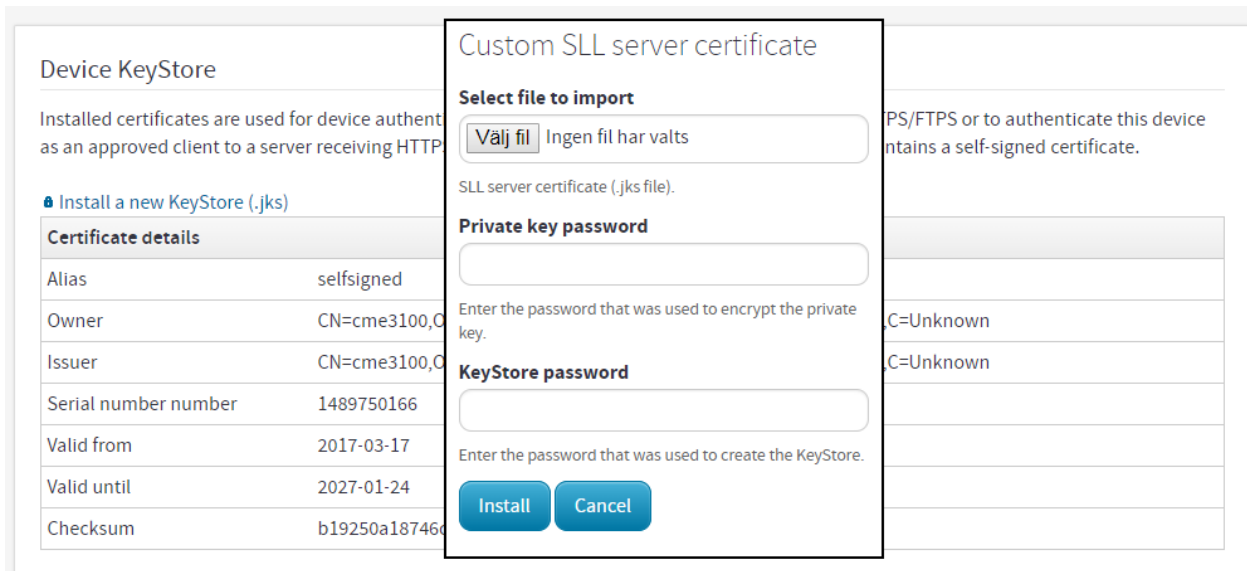 Device KeyStore
Installed certificates are used for device authent
PS/FTPS or to authenticate this device
as an approved client to a server receiving HTTP
ntains a self-signed certificate.
Install a new KeyStore (.jks)
Certificate details
Alias selfsigned
Owner CN=cme3100,O ,C=Unknown
Issuer CN=cme3100,O ,C=Unknown
Serial number number 1489750166
Valid from 2017-03-17
Valid until 2027-01-24
Checksum b19250a18746
Custom SLL server certificate
Select file to import
Välj fil Ingen fil har valts
SLL server certificate (.jks file).
Private key password
Enter the password that was used to encrypt the private
key.
KeyStore password
Enter the password that was used to create the KeyStore.
Install Cancel